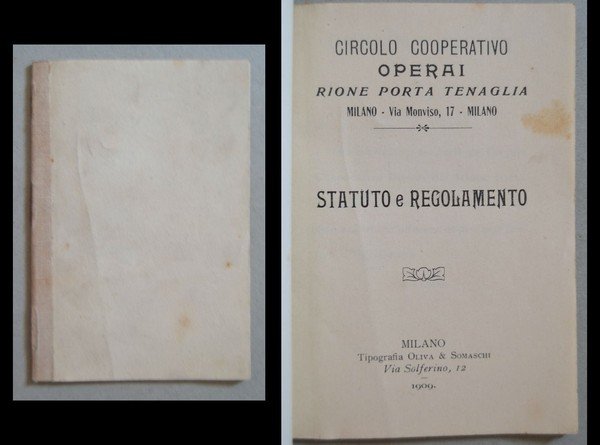 CIRCOLO COOPERATIVO
OPERAI
RIONE PORTA TENAGLIA
MILANO - Via Monviso, 17 - MILANO
STATUTO e REGOLAMENTO
MILANO
Tipografia OLIVA & SOMASCHI
Via Solferino, 12
1909.